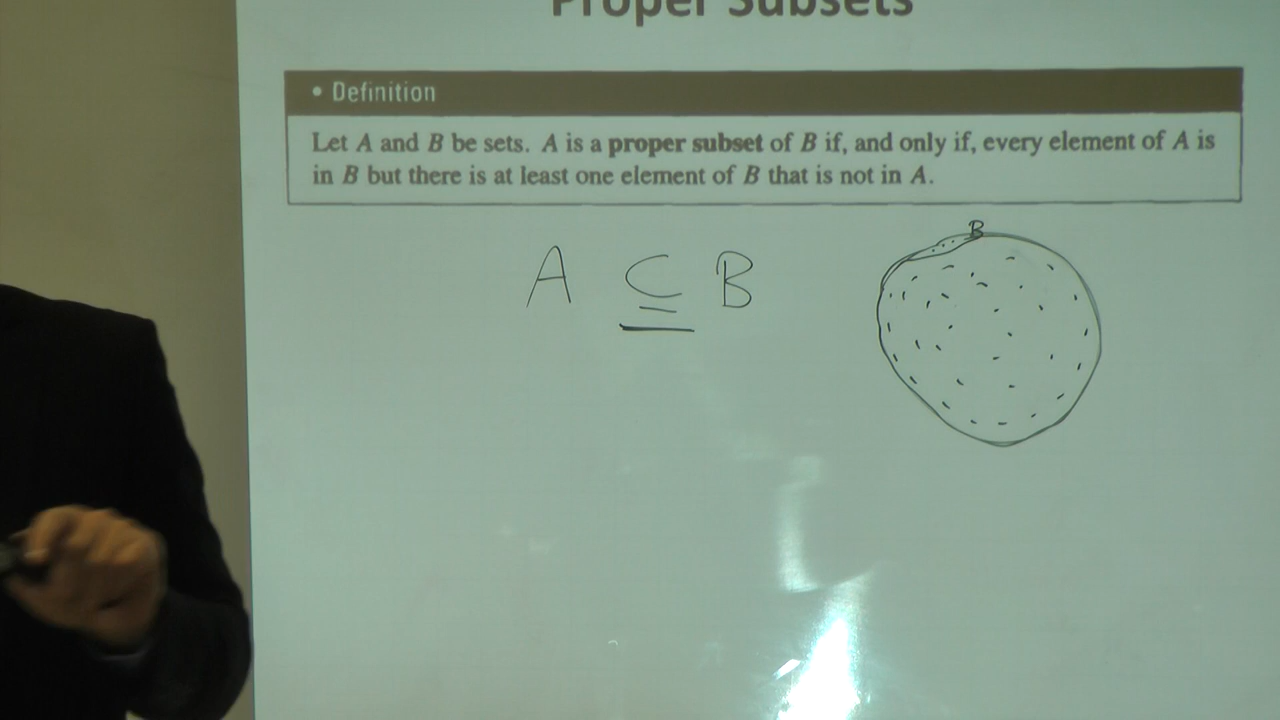 Proper Subsets
• Definition
Let A and B be sets. A is a proper subset of B if, and only if, every element of A is
in B but there is at least one element of B that is not in A.
B
A ⊆ B